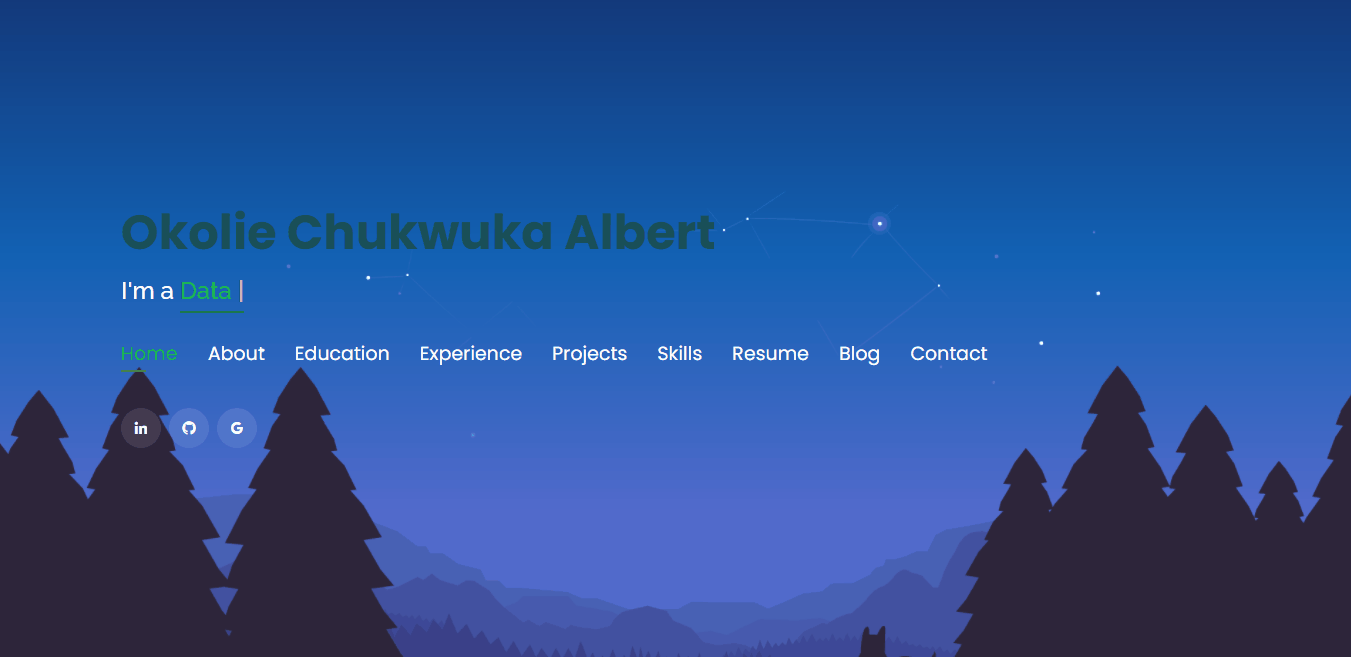 Okolie Chukwuka Albert
I'm a Data |
Home About Education Experience Projects Skills Resume Blog Contact
in G